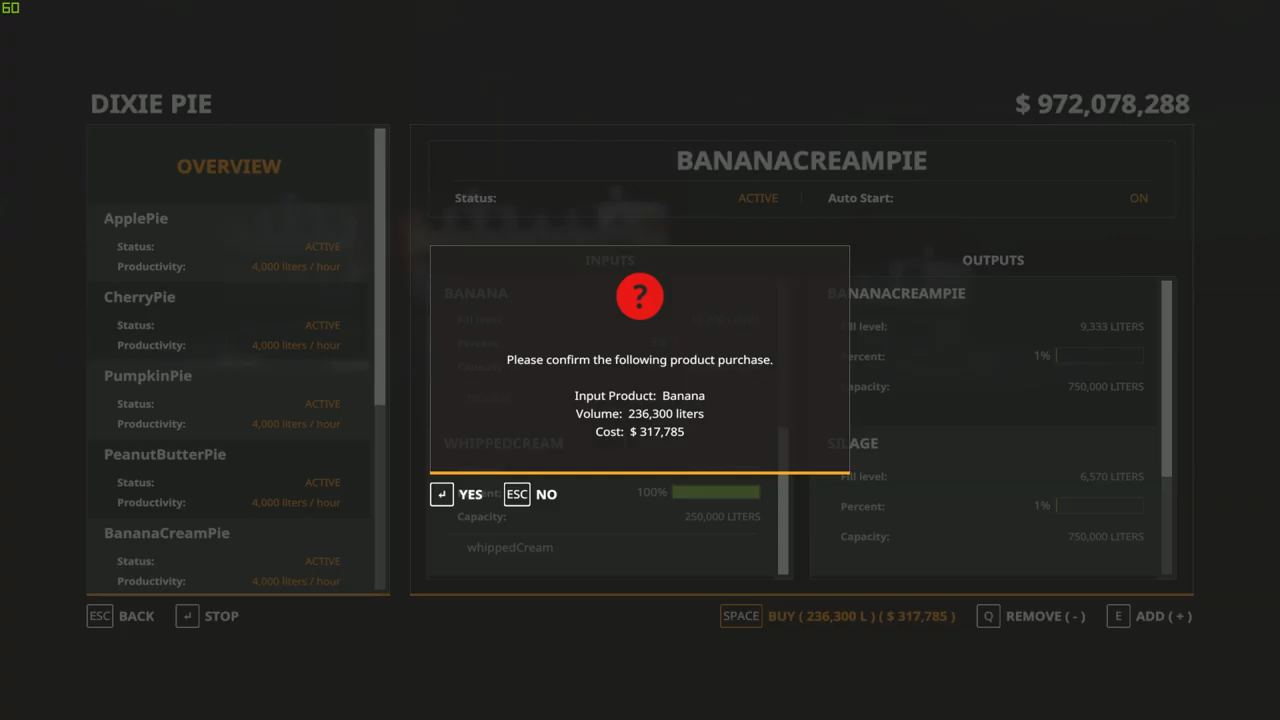 60
DIXIE PIE
$ 972,078,288
OVERVIEW
ApplePie
Status: ACTIVE
Productivity: 4,000 liters / hour
CherryPie
Status: ACTIVE
Productivity: 4,000 liters / hour
PumpkinPie
Status: ACTIVE
Productivity: 4,000 liters / hour
PeanutButterPie
Status: ACTIVE
Productivity: 4,000 liters / hour
BananaCreamPie
Status: ACTIVE
Productivity: 4,000 liters / hour
BANANACREAMPIE
Status: ACTIVE
Auto Start: ON
INPUTS
BANANA
Fill level:
Percent:
Capacity:
WHIPPEDCREAM
100%
Capacity: 250,000 LITERS
whippedCream
OUTPUTS
BANANACREAMPIE
Fill level: 9,333 LITERS
Percent: 1%
Capacity: 750,000 LITERS
SILAGE
Fill level: 6,570 LITERS
Percent: 1%
Capacity: 750,000 LITERS
?
Please confirm the following product purchase.
Input Product: Banana
Volume: 236,300 liters
Cost: $ 317,785
YES
ESC NO
ESC BACK
STOP
SPACE BUY ( 236,300 L ) ( $ 317,785 )
Q REMOVE ( - )
E ADD ( + )